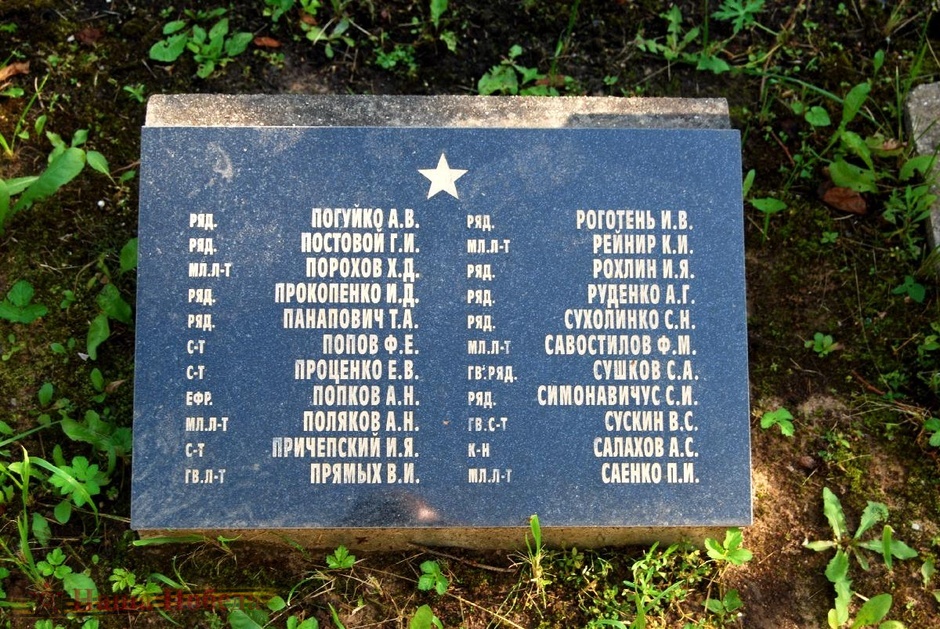 РЯД. ПОГУЙКО А.В.
РЯД. ПОСТОВОЙ Г.И.
МЛ.Л-Т ПОРОХОВ Х.Д.
РЯД. ПРОКОПЕНКО И.Д.
РЯД. ПАНАПОВИЧ Т.А.
С-Т ПОПОВ Ф.Е.
С-Т ПРОЦЕНКО Е.В.
ЕФР. ПОПКОВ А.Н.
МЛ.Л-Т ПОЛЯКОВ А.Н.
С-Т ПРИЧЕПСКИЙ И.Я.
ГВ.Л-Т ПРЯМЫХ В.И.
РЯД. РОГОТЕНЬ И.В.
МЛ.Л-Т РЕЙНИР К.И.
РЯД. РОХЛИН И.Я.
РЯД. РУДЕНКО А.Г.
РЯД. СУХОЛИНКО С.Н.
МЛ.Л-Т САВОСТИЛОВ Ф.М.
ГВ.РЯД. СУШКОВ С.А.
РЯД. СИМОНАВИЧУС С.И.
ГВ.С-Т СУСКИН В.С.
К-Н САЛАХОВ А.С.
МЛ.Л-Т САЕНКО П.И.